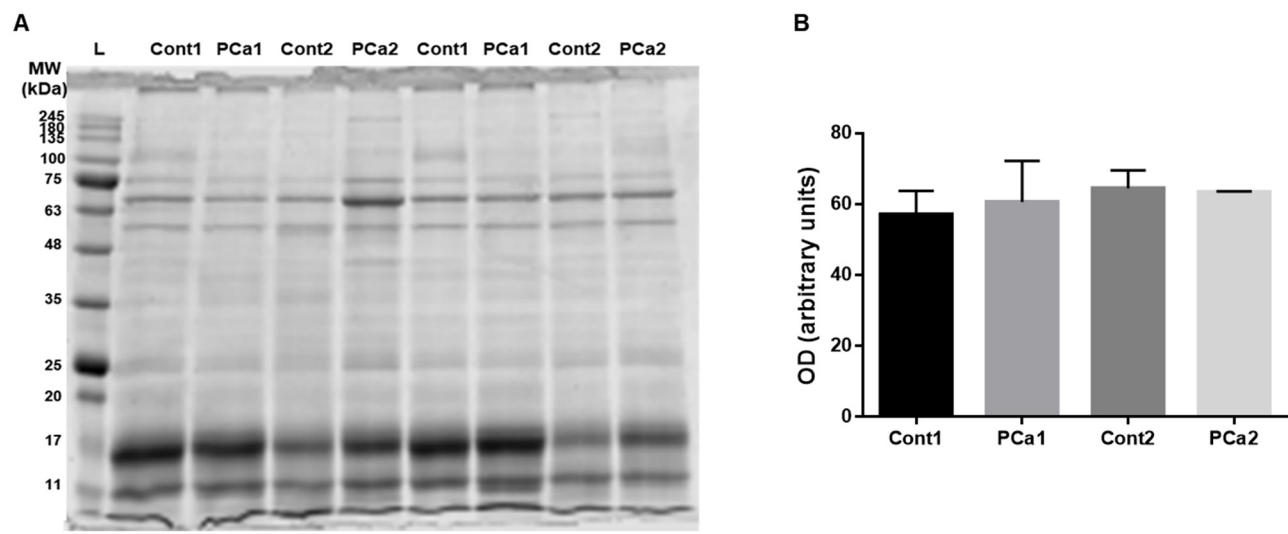 A
B
L Cont1 PCa1 Cont2 PCa2 Cont1 PCa1 Cont2 PCa2
MW
(kDa)
245
180
135
100
75
63
48
35
25
20
17
11
OD (arbitrary units)
80
60
40
20
0
Cont1 PCa1 Cont2 PCa2